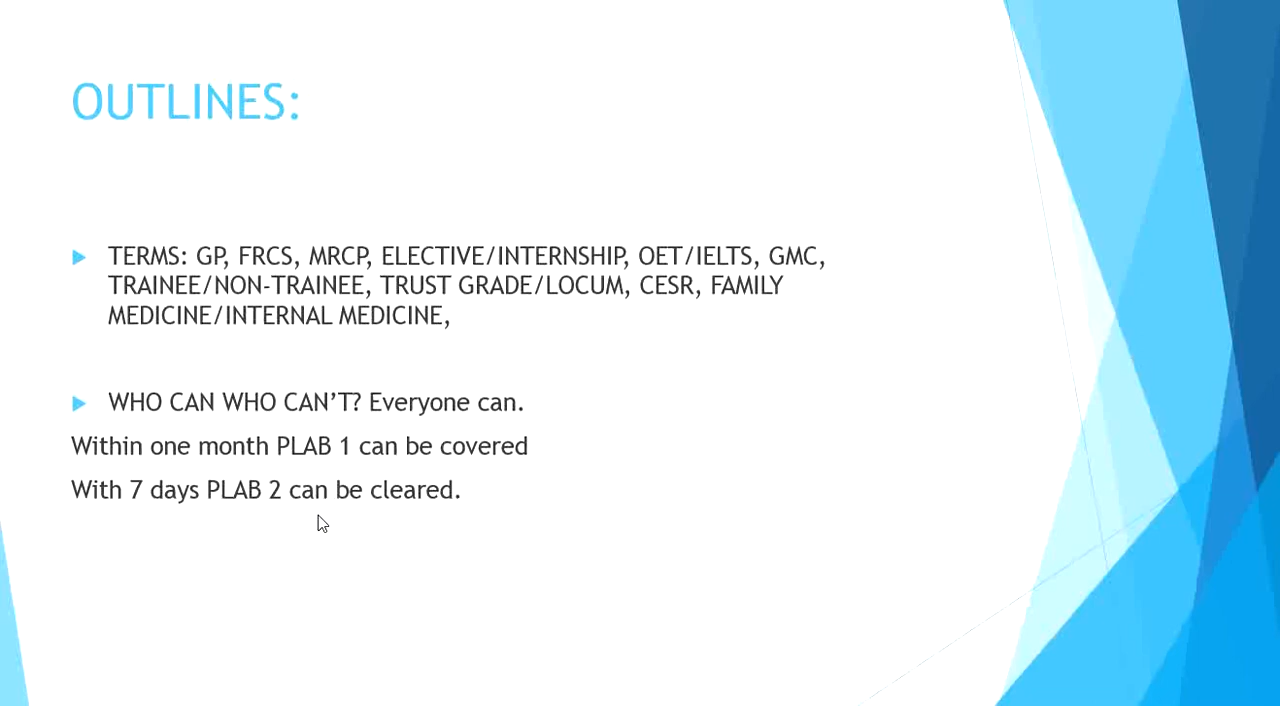 OUTLINES:
TERMS: GP, FRCS, MRCP, ELECTIVE/INTERNSHIP, OET/IELTS, GMC,
TRAINEE/NON-TRAINEE, TRUST GRADE/LOCUM, CESR, FAMILY
MEDICINE/INTERNAL MEDICINE,
WHO CAN WHO CAN’T? Everyone can.
Within one month PLAB 1 can be covered
With 7 days PLAB 2 can be cleared.